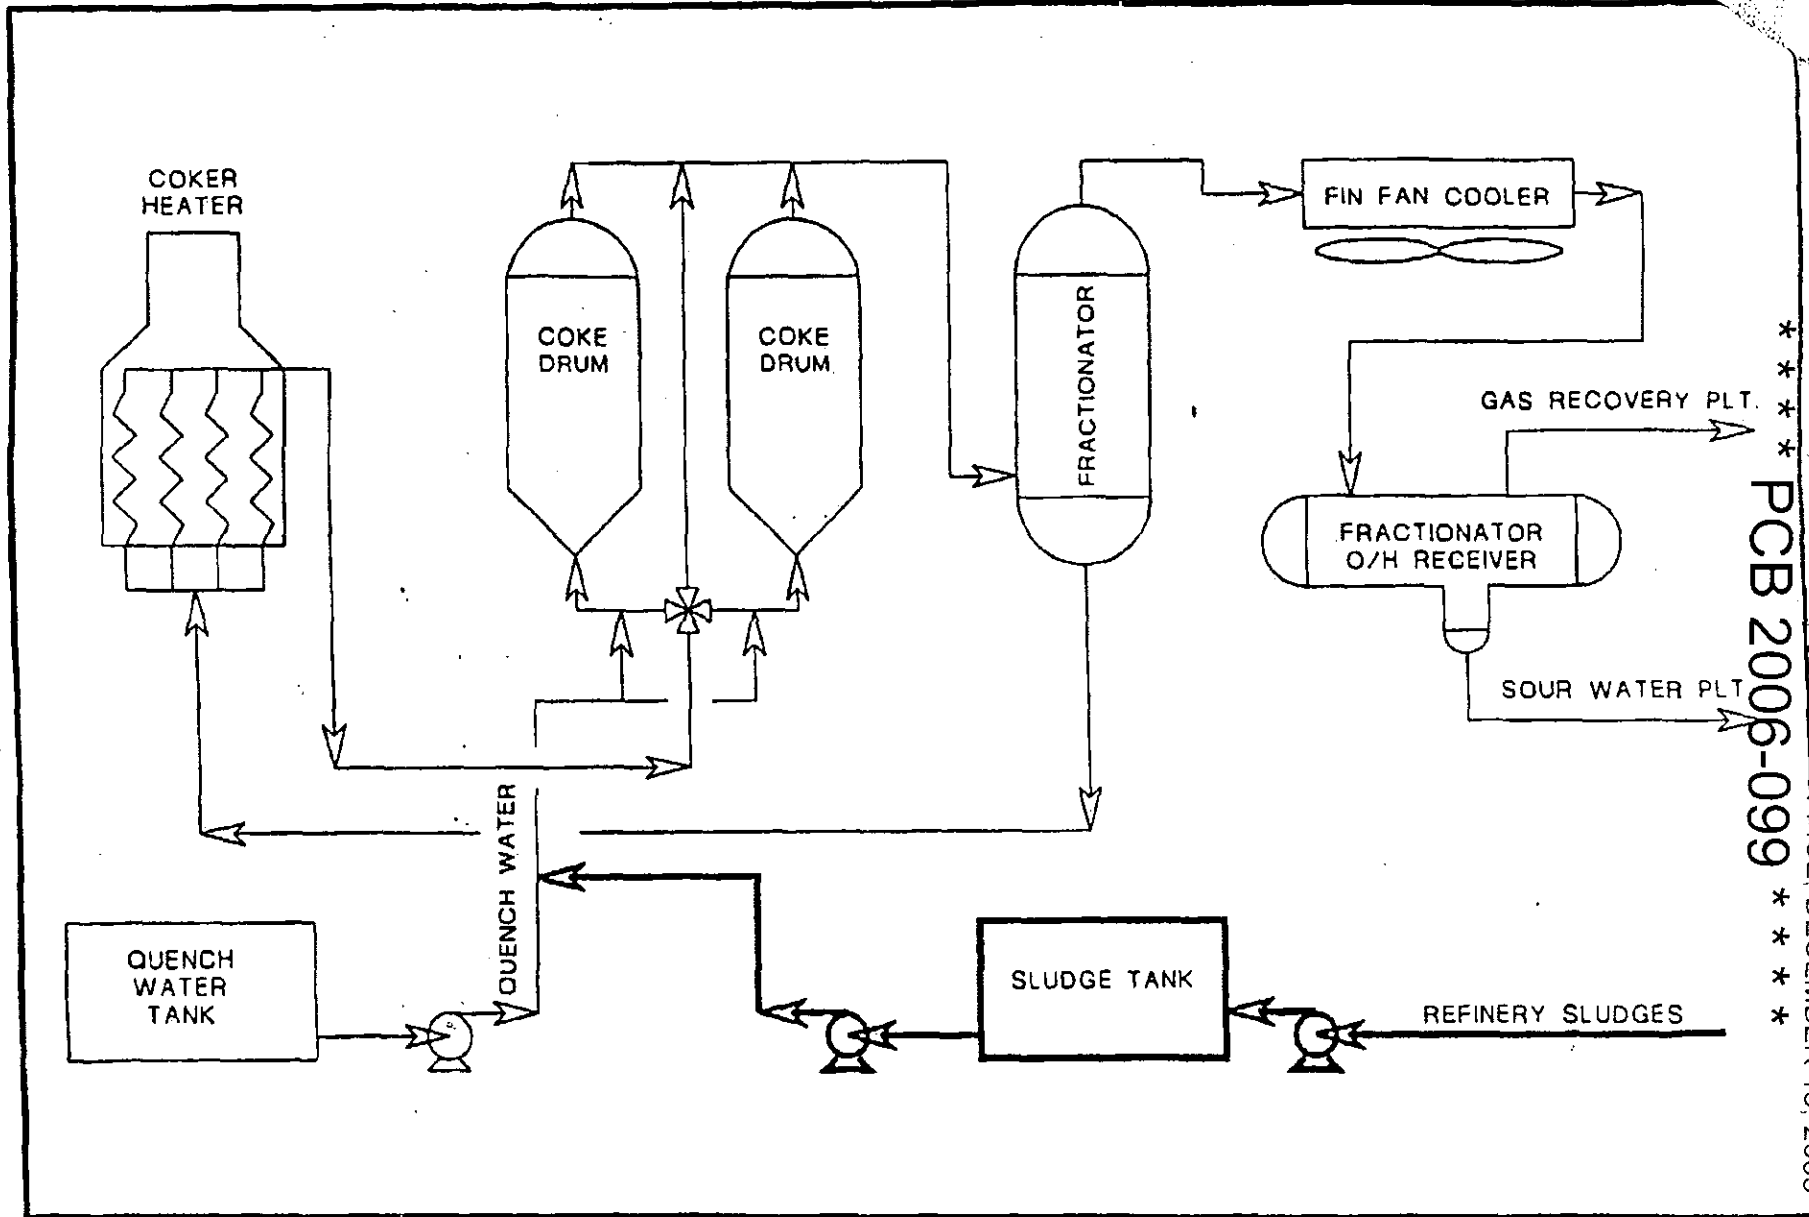 COKER
HEATER
COKE
DRUM
COKE
DRUM
FRACTIONATOR
FIN FAN COOLER
GAS RECOVERY PLT.
FRACTIONATOR
O/H RECEIVER
SOUR WATER PLT
QUENCH WATER
QUENCH
WATER
TANK
SLUDGE TANK
REFINERY SLUDGES
* * * * PCB 2006-099 * * * *